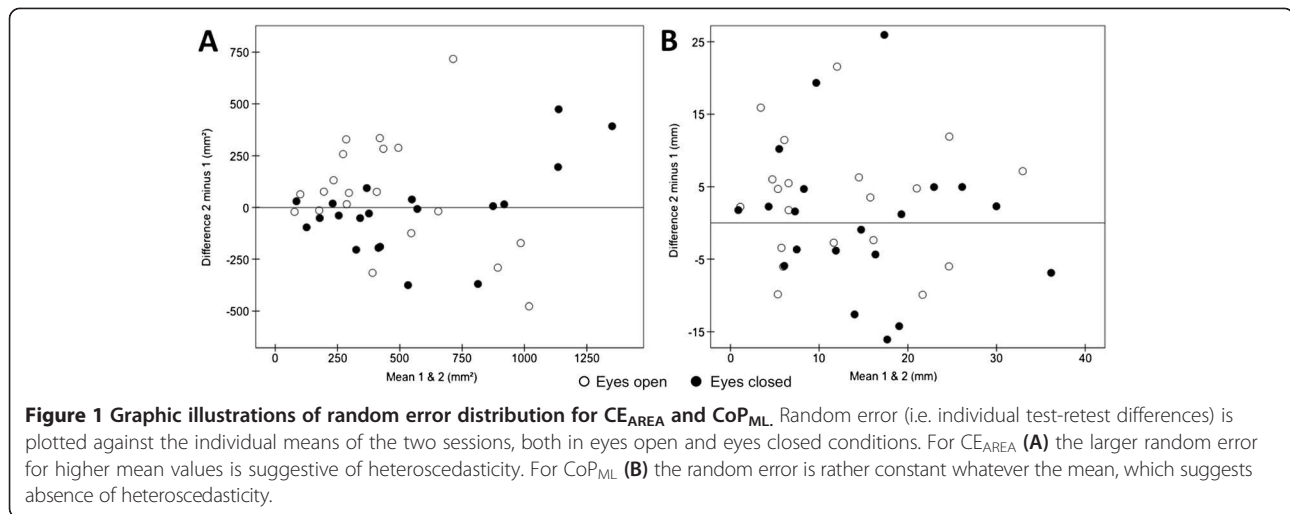 A
B
750
500
250
0
-250
-500
Difference 2 minus 1 (mm²)
0 250 500 750 1000 1250
Mean 1 & 2 (mm²)
25
15
5
-5
-15
Difference 2 minus 1 (mm)
0 10 20 30 40
Mean 1 & 2 (mm)
O Eyes open ● Eyes closed
Figure 1 Graphic illustrations of random error distribution for CE_AREA and CoP_ML. Random error (i.e. individual test-retest differences) is
plotted against the individual means of the two sessions, both in eyes open and eyes closed conditions. For CE_AREA (A) the larger random error
for higher mean values is suggestive of heteroscedasticity. For CoP_ML (B) the random error is rather constant whatever the mean, which suggests
absence of heteroscedasticity.